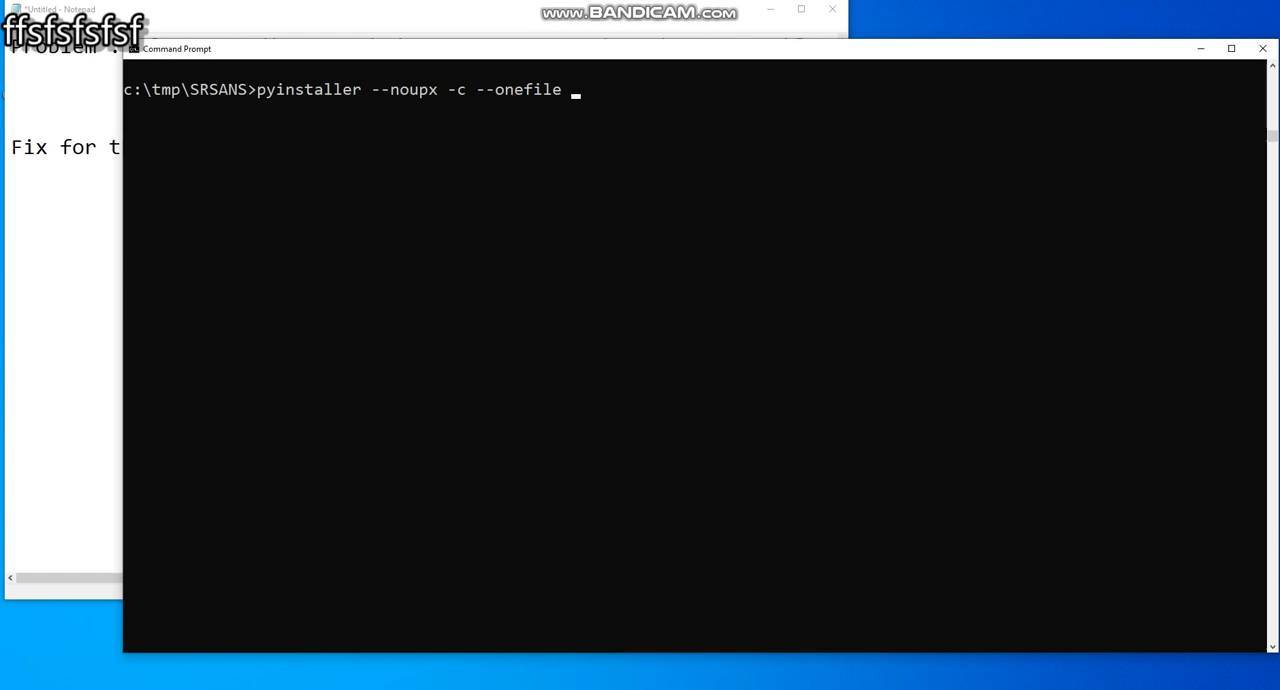 *Untitled - Notepad
www.BANDICAM.com
ffsfsfsfsf
Problem :
Command Prompt
c:\tmp\SRSANS>pyinstaller --noupx -c --onefile _
Fix for t